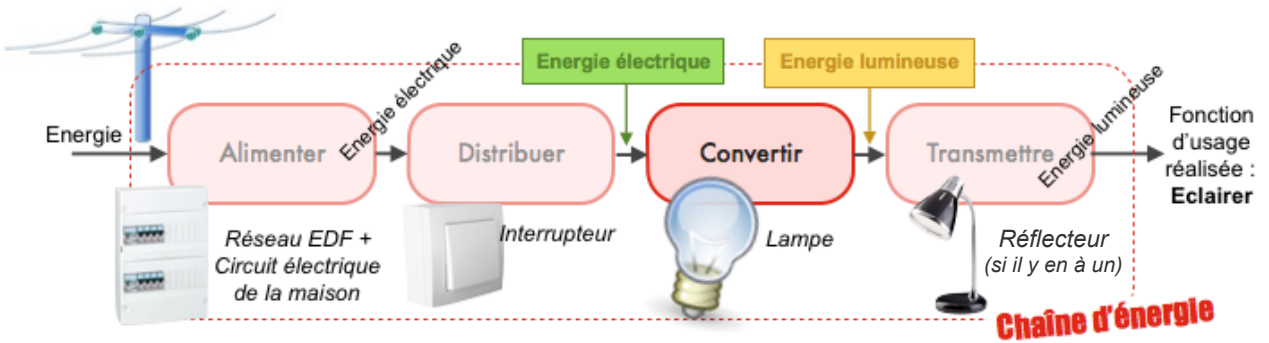 Energie électrique
Energie lumineuse
Energie
Alimenter
Energie électrique
Distribuer
Convertir
Transmettre
Energie lumineuse
Fonction
d'usage
réalisée :
Eclairer
Réseau EDF +
Circuit électrique
de la maison
Interrupteur
Lampe
Réflecteur
(si il y en à un)
Chaîne d'énergie